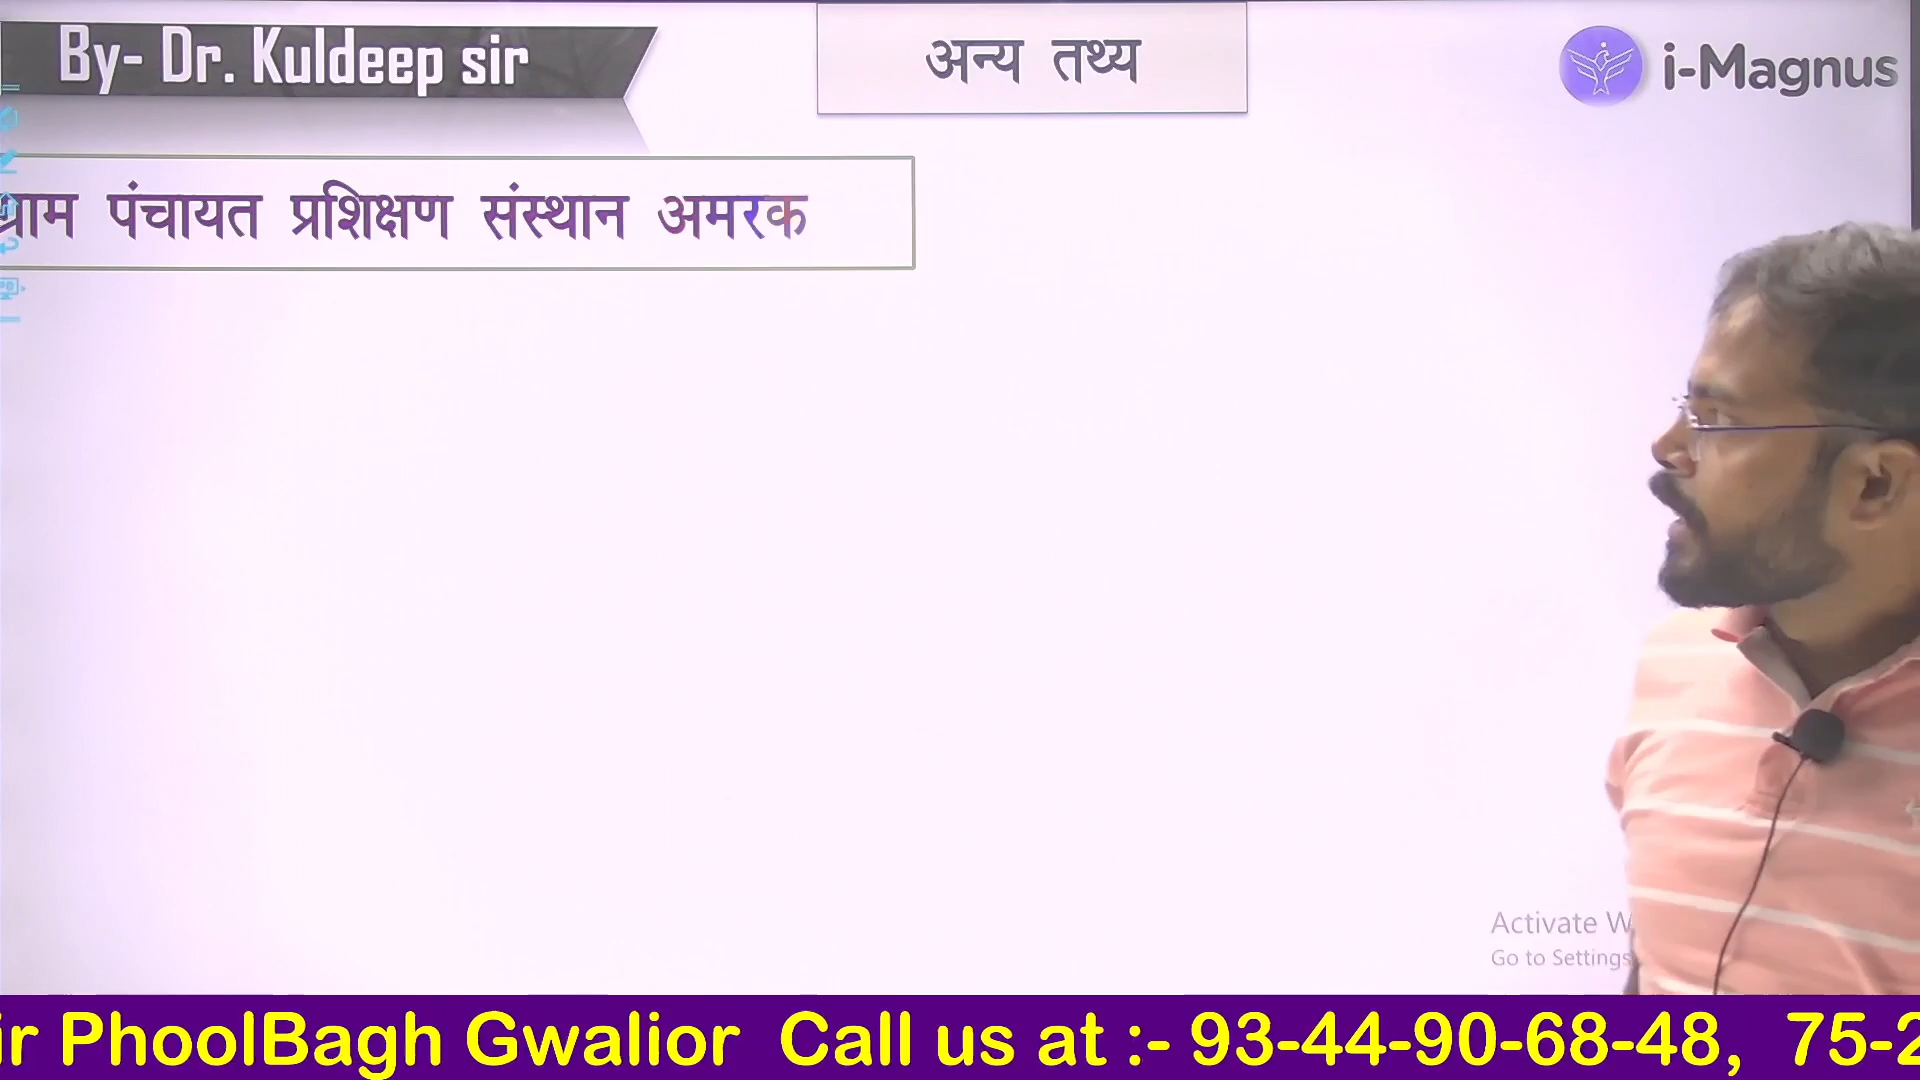 By- Dr. Kuldeep sir
अन्य तथ्य
i-Magnus
ग्राम पंचायत प्रशिक्षण संस्थान अमरक
Activate W
Go to Settings
ir PhoolBagh Gwalior Call us at :- 93-44-90-68-48, 75-2